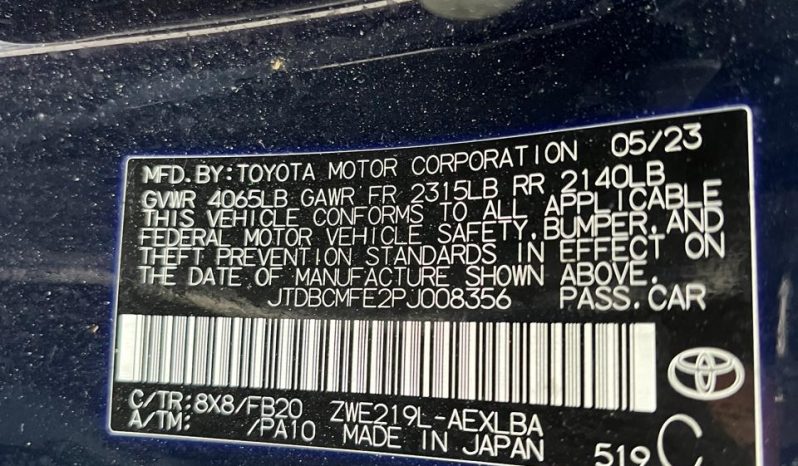 MFD. BY: TOYOTA MOTOR CORPORATION 05/23
GVWR 4065LB GAWR FR 2315LB RR 2140LB
THIS VEHICLE CONFORMS TO ALL APPLICABLE
FEDERAL MOTOR VEHICLE SAFETY, BUMPER, AND
THEFT PREVENTION STANDARDS IN EFFECT ON
THE DATE OF MANUFACTURE SHOWN ABOVE.
JTDBCMFE2PJ008356 PASS. CAR
C/TR: 8X8/FB20 ZWE219L-AEXLBA
A/TM: /PA10 MADE IN JAPAN 519 C